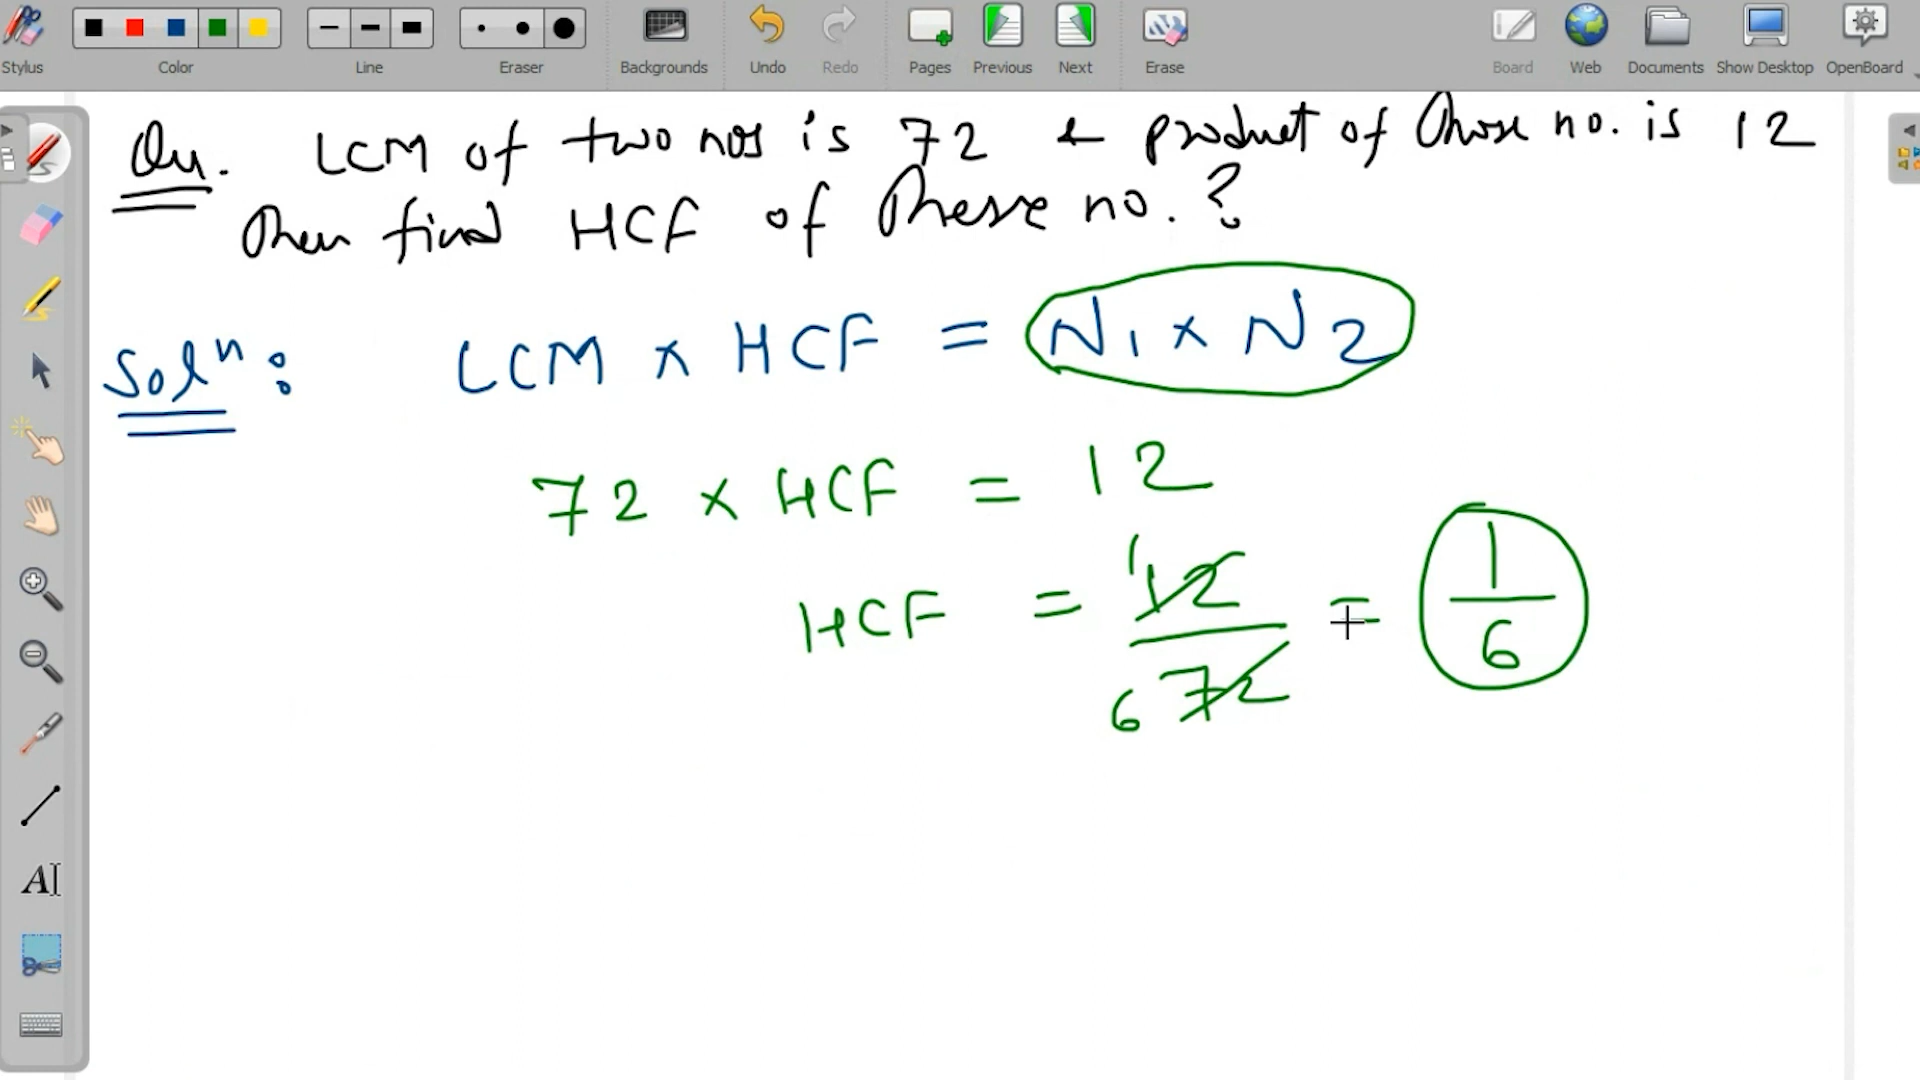 Stylus Color Line Eraser Backgrounds Undo Redo Pages Previous Next Erase Board Web Documents Show Desktop OpenBoard
Qu. LCM of two nos is 72 & product of those no. is 12
then find HCF of these no.?
Solⁿ: LCM x HCF = N1 x N2
72 x HCF = 12
HCF = 12/72 = 1/6
1
6